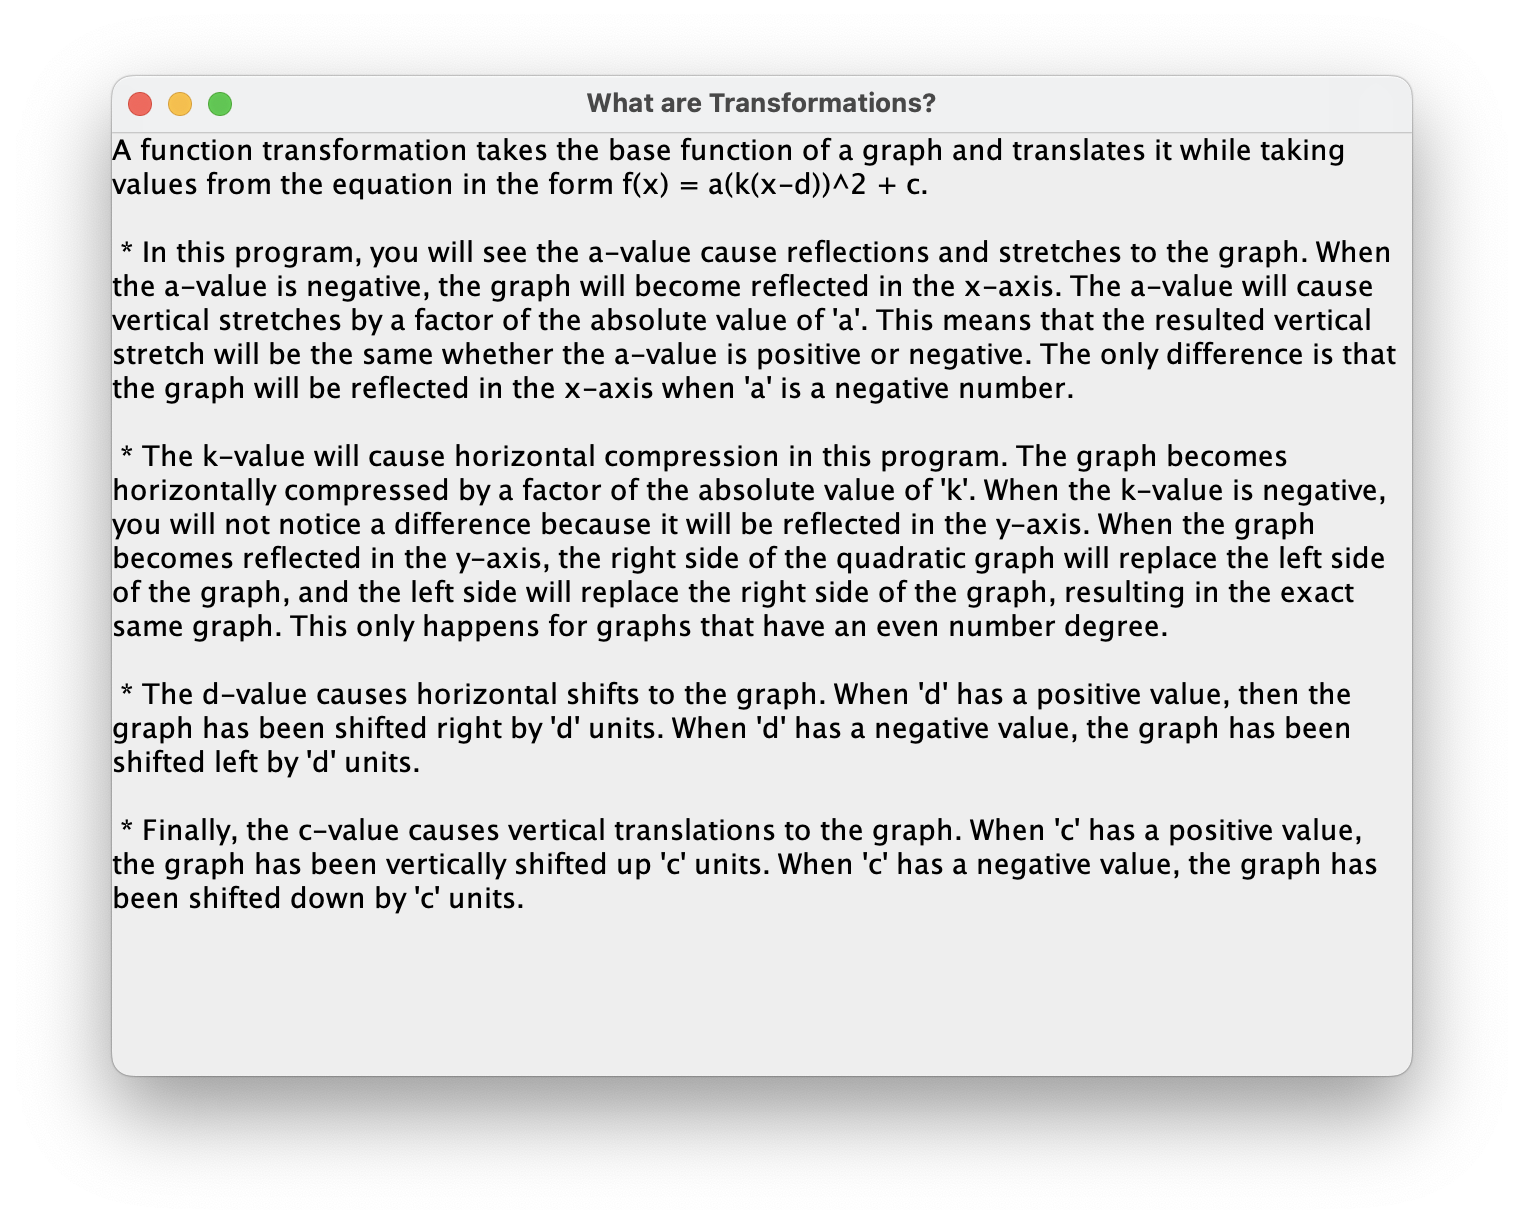 What are Transformations?
A function transformation takes the base function of a graph and translates it while taking
values from the equation in the form f(x) = a(k(x-d))^2 + c.
* In this program, you will see the a-value cause reflections and stretches to the graph. When
the a-value is negative, the graph will become reflected in the x-axis. The a-value will cause
vertical stretches by a factor of the absolute value of 'a'. This means that the resulted vertical
stretch will be the same whether the a-value is positive or negative. The only difference is that
the graph will be reflected in the x-axis when 'a' is a negative number.
* The k-value will cause horizontal compression in this program. The graph becomes
horizontally compressed by a factor of the absolute value of 'k'. When the k-value is negative,
you will not notice a difference because it will be reflected in the y-axis. When the graph
becomes reflected in the y-axis, the right side of the quadratic graph will replace the left side
of the graph, and the left side will replace the right side of the graph, resulting in the exact
same graph. This only happens for graphs that have an even number degree.
* The d-value causes horizontal shifts to the graph. When 'd' has a positive value, then the
graph has been shifted right by 'd' units. When 'd' has a negative value, the graph has been
shifted left by 'd' units.
* Finally, the c-value causes vertical translations to the graph. When 'c' has a positive value,
the graph has been vertically shifted up 'c' units. When 'c' has a negative value, the graph has
been shifted down by 'c' units.